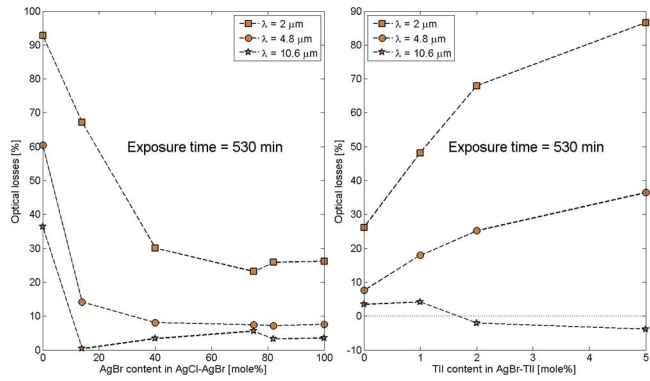 100
90
80
70
60
50
40
30
20
10
0
0 20 40 60 80 100
Optical losses [%]
AgBr content in AgCl-AgBr [mole%]
λ = 2 μm
λ = 4.8 μm
λ = 10.6 μm
Exposure time = 530 min
90
80
70
60
50
40
30
20
10
0
-10
0 1 2 3 4 5
Optical losses [%]
TlI content in AgBr-TlI [mole%]
λ = 2 μm
λ = 4.8 μm
λ = 10.6 μm
Exposure time = 530 min